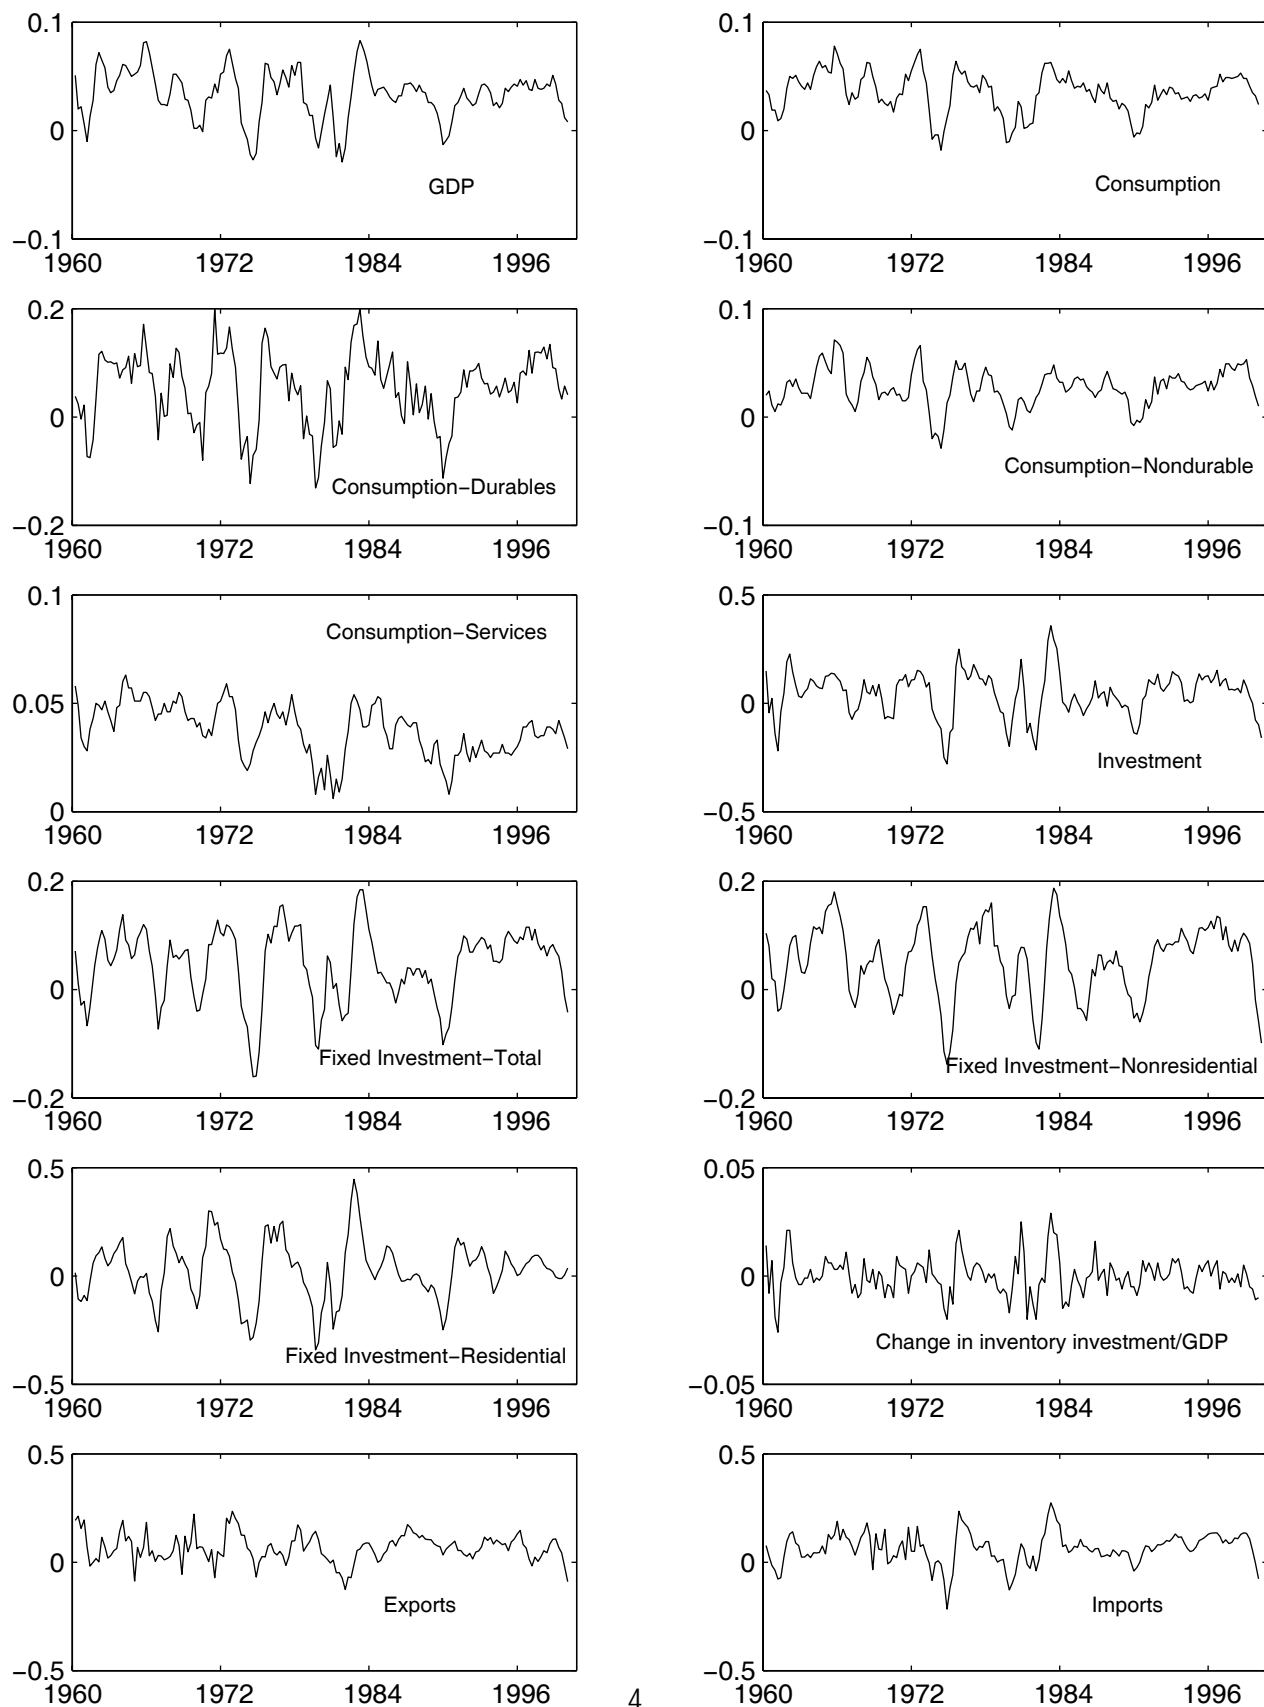 0.1
0
−0.1
1960 1972 1984 1996
GDP
0.1
0
−0.1
1960 1972 1984 1996
Consumption
0.2
0
−0.2
1960 1972 1984 1996
Consumption−Durables
0.1
0
−0.1
1960 1972 1984 1996
Consumption−Nondurable
0.1
0.05
0
1960 1972 1984 1996
Consumption−Services
0.5
0
−0.5
1960 1972 1984 1996
Investment
0.2
0
−0.2
1960 1972 1984 1996
Fixed Investment−Total
0.2
0
−0.2
1960 1972 1984 1996
Fixed Investment−Nonresidential
0.5
0
−0.5
1960 1972 1984 1996
Fixed Investment−Residential
0.05
0
−0.05
1960 1972 1984 1996
Change in inventory investment/GDP
0.5
0
−0.5
1960 1972 1984 1996
Exports
0.5
0
−0.5
1960 1972 1984 1996
Imports
4